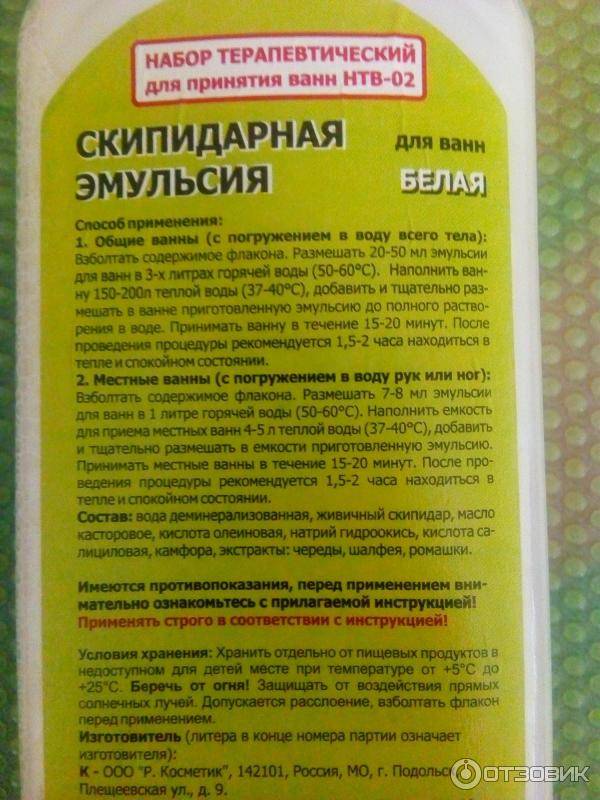 НАБОР ТЕРАПЕВТИЧЕСКИЙ
для принятия ванн НТВ-02
СКИПИДАРНАЯ для ванн
ЭМУЛЬСИЯ БЕЛАЯ
Способ применения:
1. Общие ванны (с погружением в воду всего тела):
Взболтать содержимое флакона. Размешать 20-50 мл эмульсии
для ванн в 3-х литрах горячей воды (50-60°С). Наполнить ван-
ну 150-200л теплой воды (37-40°С), добавить и тщательно раз-
мешать в ванне приготовленную эмульсию до полного раство-
рения в воде. Принимать ванну в течение 15-20 минут. После
проведения процедуры рекомендуется 1,5-2 часа находиться в
тепле и спокойном состоянии.
2. Местные ванны (с погружением в воду рук или ног):
Взболтать содержимое флакона. Размешать 7-8 мл эмульсии
для ванн в 1 литре горячей воды (50-60°С). Наполнить емкость
для приема местных ванн 4-5 л теплой воды (37-40°С), добавить
и тщательно размешать в емкости приготовленную эмульсию.
Принимать местные ванны в течение 15-20 минут. После про-
ведения процедуры рекомендуется 1,5-2 часа находиться в
тепле и спокойном состоянии.
Состав: вода деминерализованная, живичный скипидар, масло
касторовое, кислота олеиновая, натрий гидроокись, кислота са-
лициловая, камфора, экстракты: череды, шалфея, ромашки.
Имеются противопоказания, перед применением вни-
мательно ознакомьтесь с прилагаемой инструкцией!
Применять строго в соответствии с инструкцией!
Условия хранения: Хранить отдельно от пищевых продуктов в
недоступном для детей месте при температуре от +5°С до
+25°С. Беречь от огня! Защищать от воздействия прямых
солнечных лучей. Допускается расслоение, взболтать флакон
перед применением.
Изготовитель (литера в конце номера партии означает
изготовителя):
К - ООО "Р. Косметик", 142101, Россия, МО, г. Подольск,
Плещеевская ул., д. 9.
ОТЗОВИК